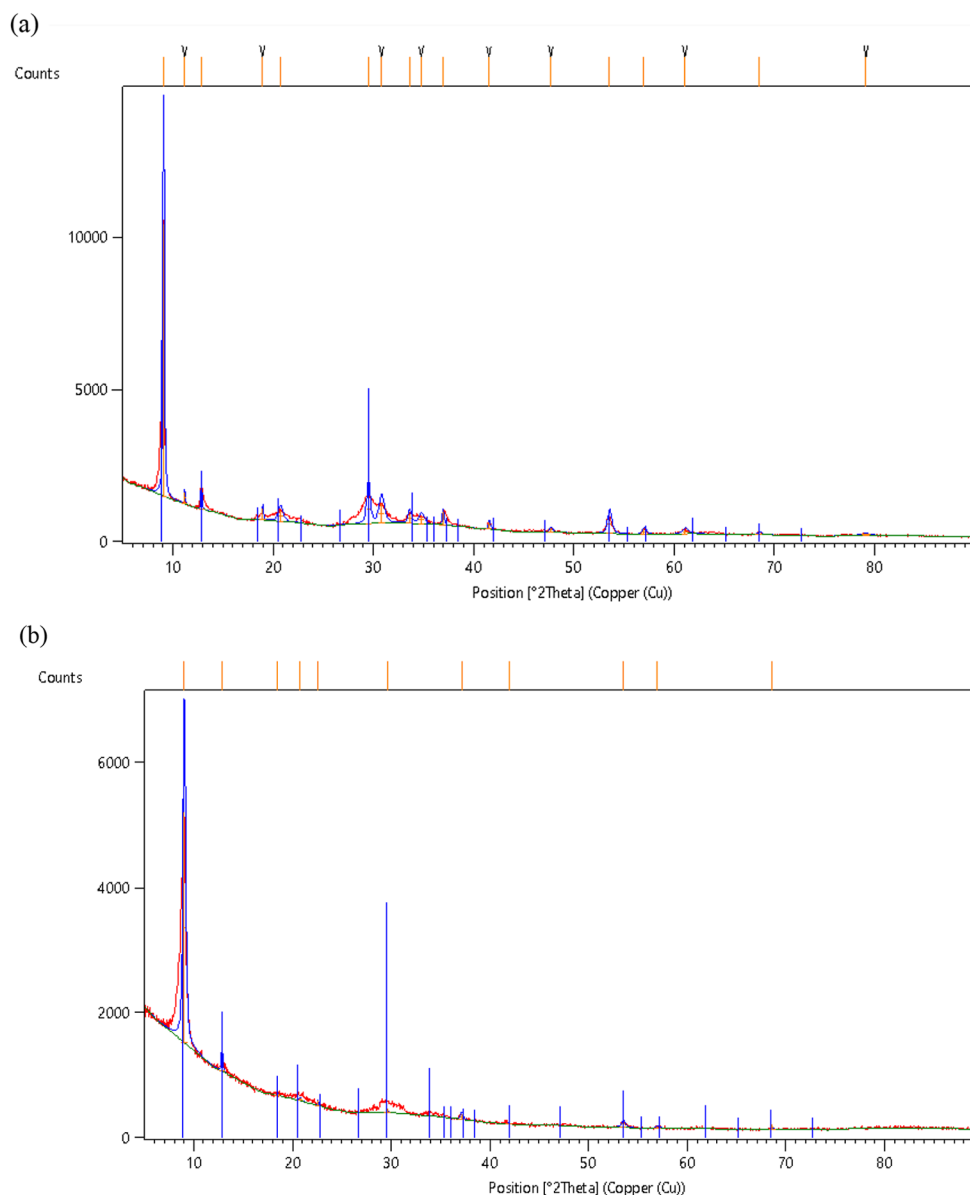 (a)
v v v v v v v v
Counts
10000
5000
0
10 20 30 40 50 60 70 80
Position [°2Theta] (Copper (Cu))
(b)
Counts
6000
4000
2000
0
10 20 30 40 50 60 70 80
Position [°2Theta] (Copper (Cu))